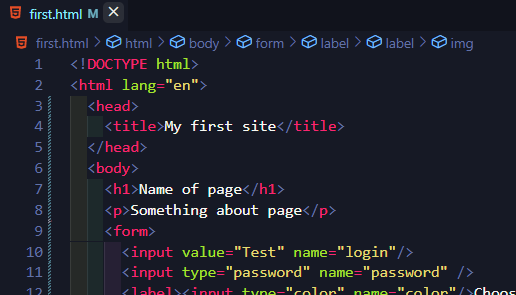 first.html M ×
first.html > html > body > form > label > label > img
1 <!DOCTYPE html>
2 <html lang="en">
3 <head>
4 <title>My first site</title>
5 </head>
6 <body>
7 <h1>Name of page</h1>
8 <p>Something about page</p>
9 <form>
10 <input value="Test" name="login"/>
11 <input type="password" name="password" />
12 <label><input type="color" name="color"/>Choos